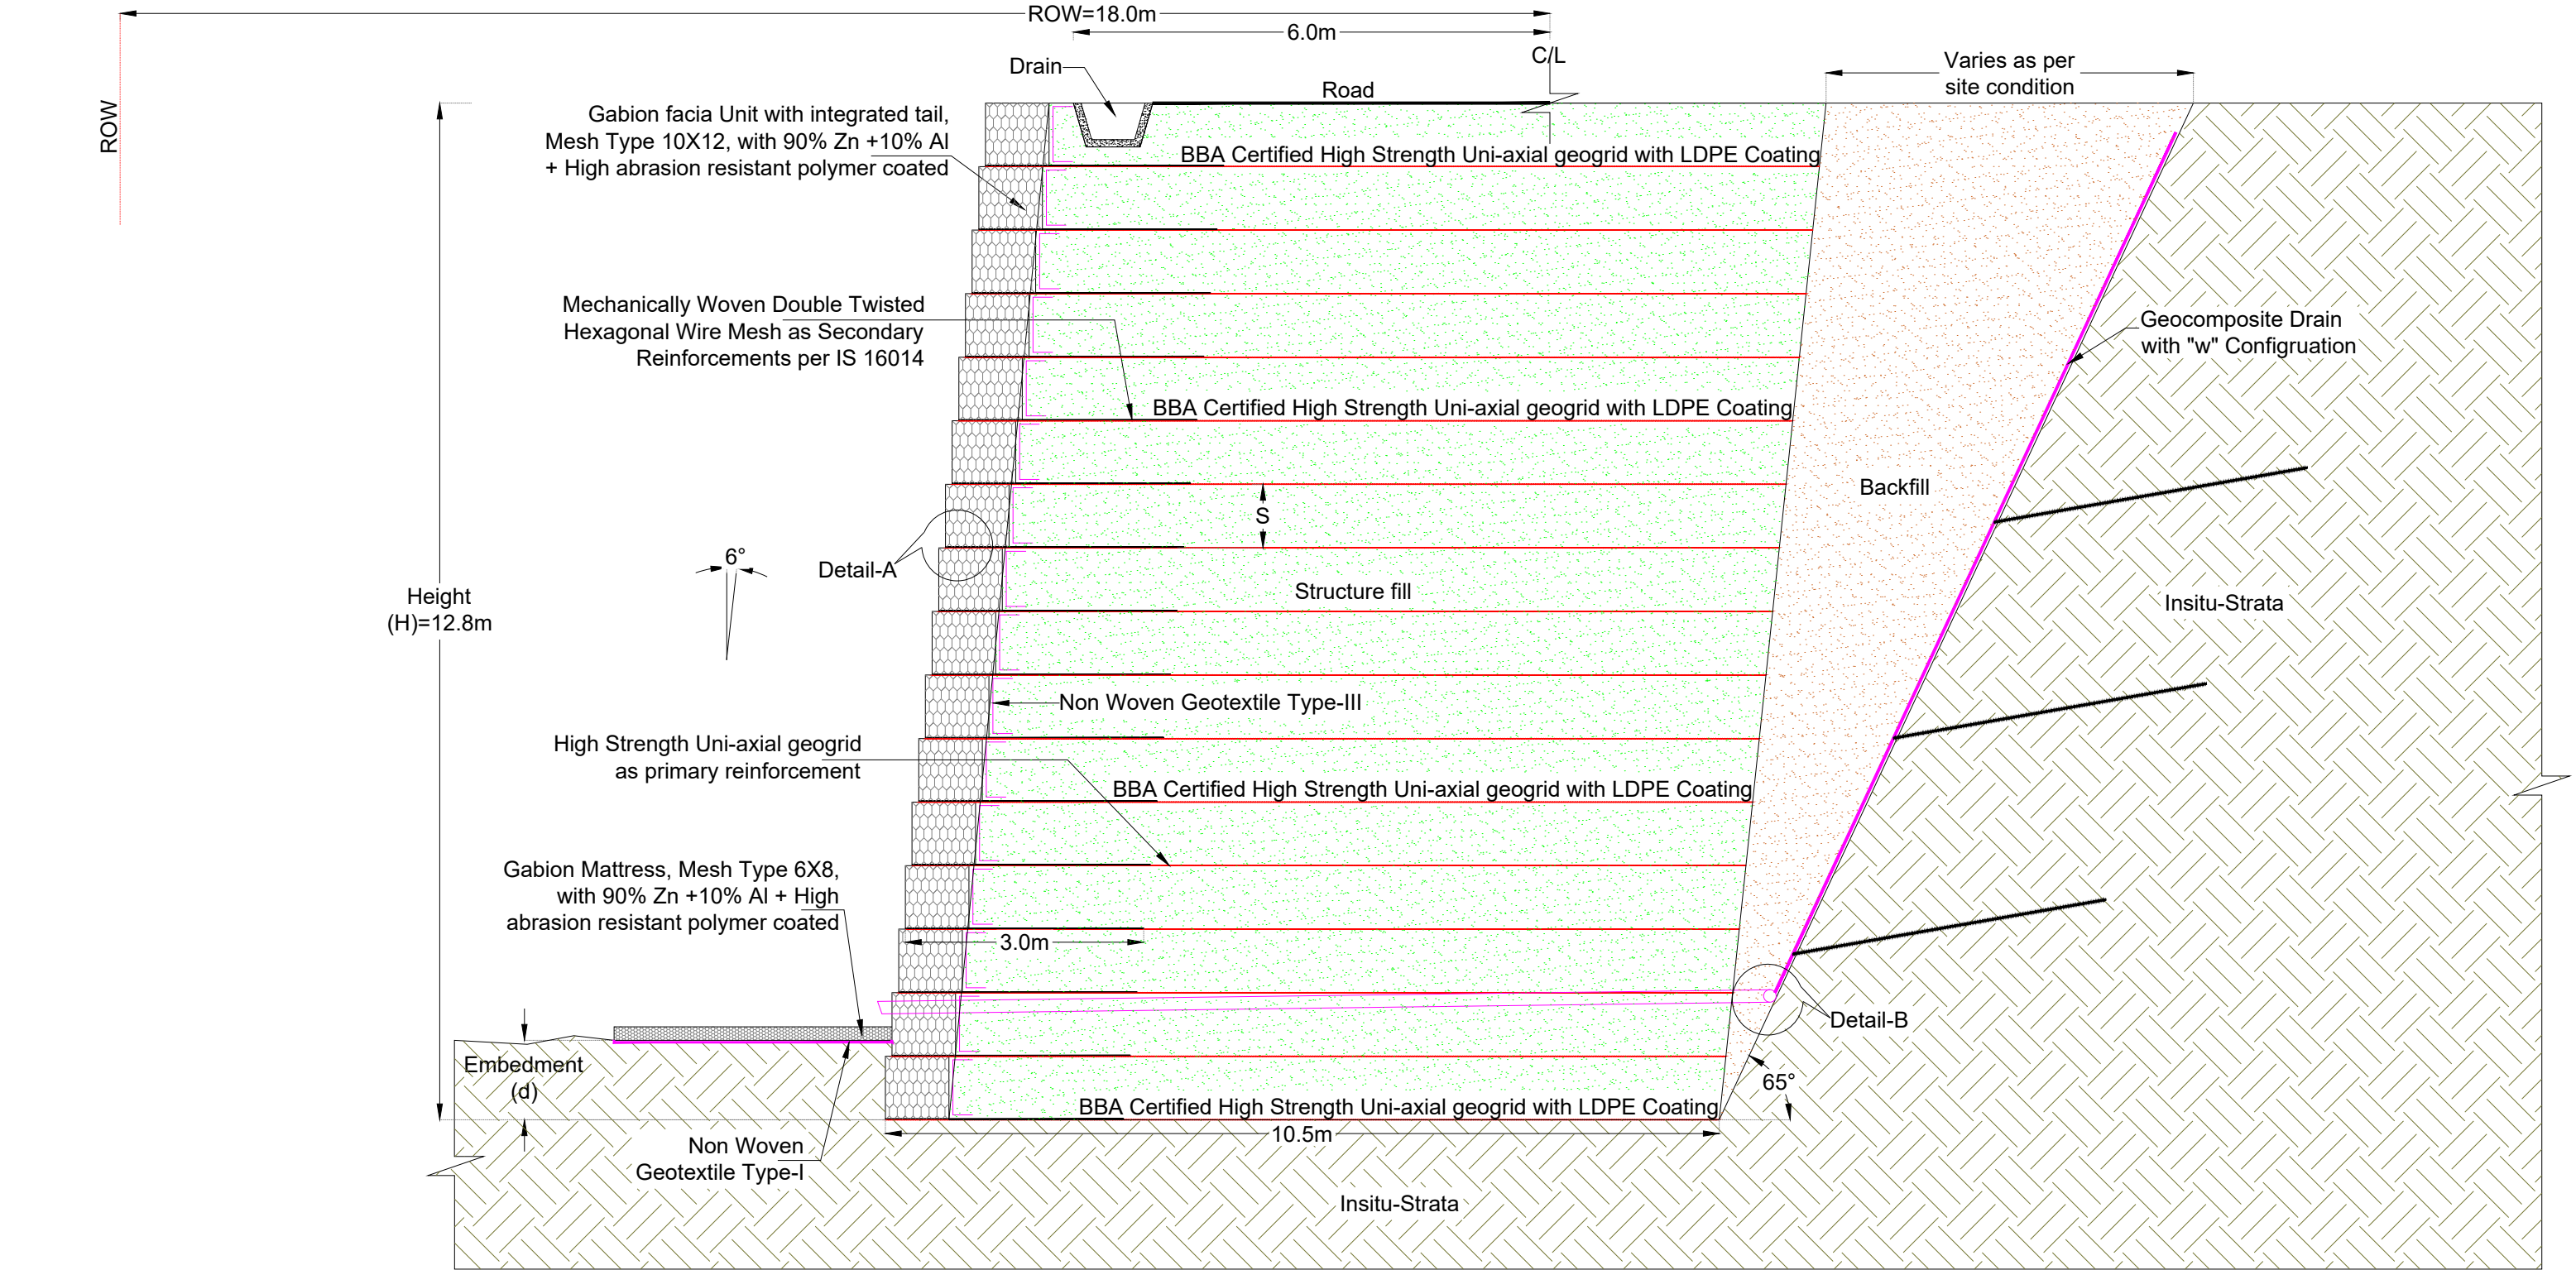 ROW=18.0m
6.0m
C/L
Drain
Road
Varies as per
site condition
ROW
Gabion facia Unit with integrated tail,
Mesh Type 10X12, with 90% Zn +10% Al
+ High abrasion resistant polymer coated
BBA Certified High Strength Uni-axial geogrid with LDPE Coating
Mechanically Woven Double Twisted
Hexagonal Wire Mesh as Secondary
Reinforcements per IS 16014
Geocomposite Drain
with "w" Configruation
BBA Certified High Strength Uni-axial geogrid with LDPE Coating
Backfill
S
6°
Detail-A
Height
(H)=12.8m
Structure fill
Insitu-Strata
Non Woven Geotextile Type-III
High Strength Uni-axial geogrid
as primary reinforcement
BBA Certified High Strength Uni-axial geogrid with LDPE Coating
Gabion Mattress, Mesh Type 6X8,
with 90% Zn +10% Al + High
abrasion resistant polymer coated
3.0m
Detail-B
Embedment
(d)
65°
BBA Certified High Strength Uni-axial geogrid with LDPE Coating
10.5m
Non Woven
Geotextile Type-I
Insitu-Strata